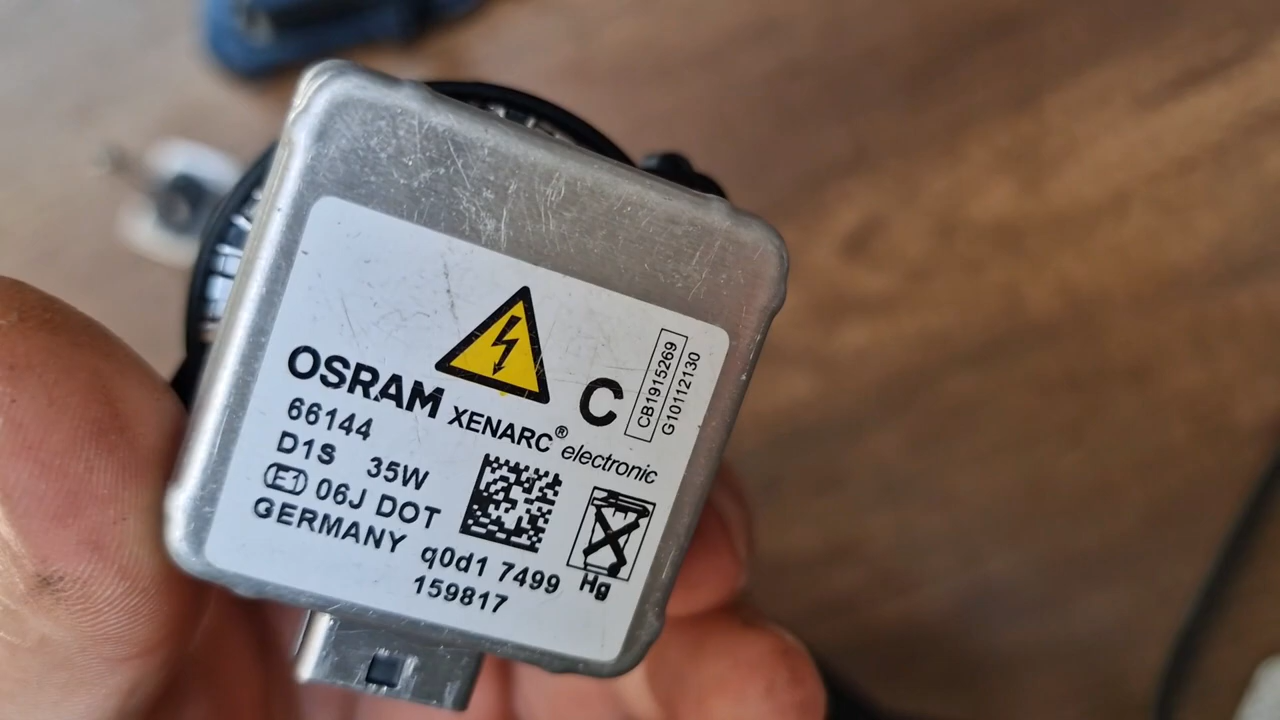 OSRAM XENARC® electronic
66144
D1S 35W
E1 06J DOT
GERMANY
q0d1 7499
159817
C
CB1915269
G10112130
Hg